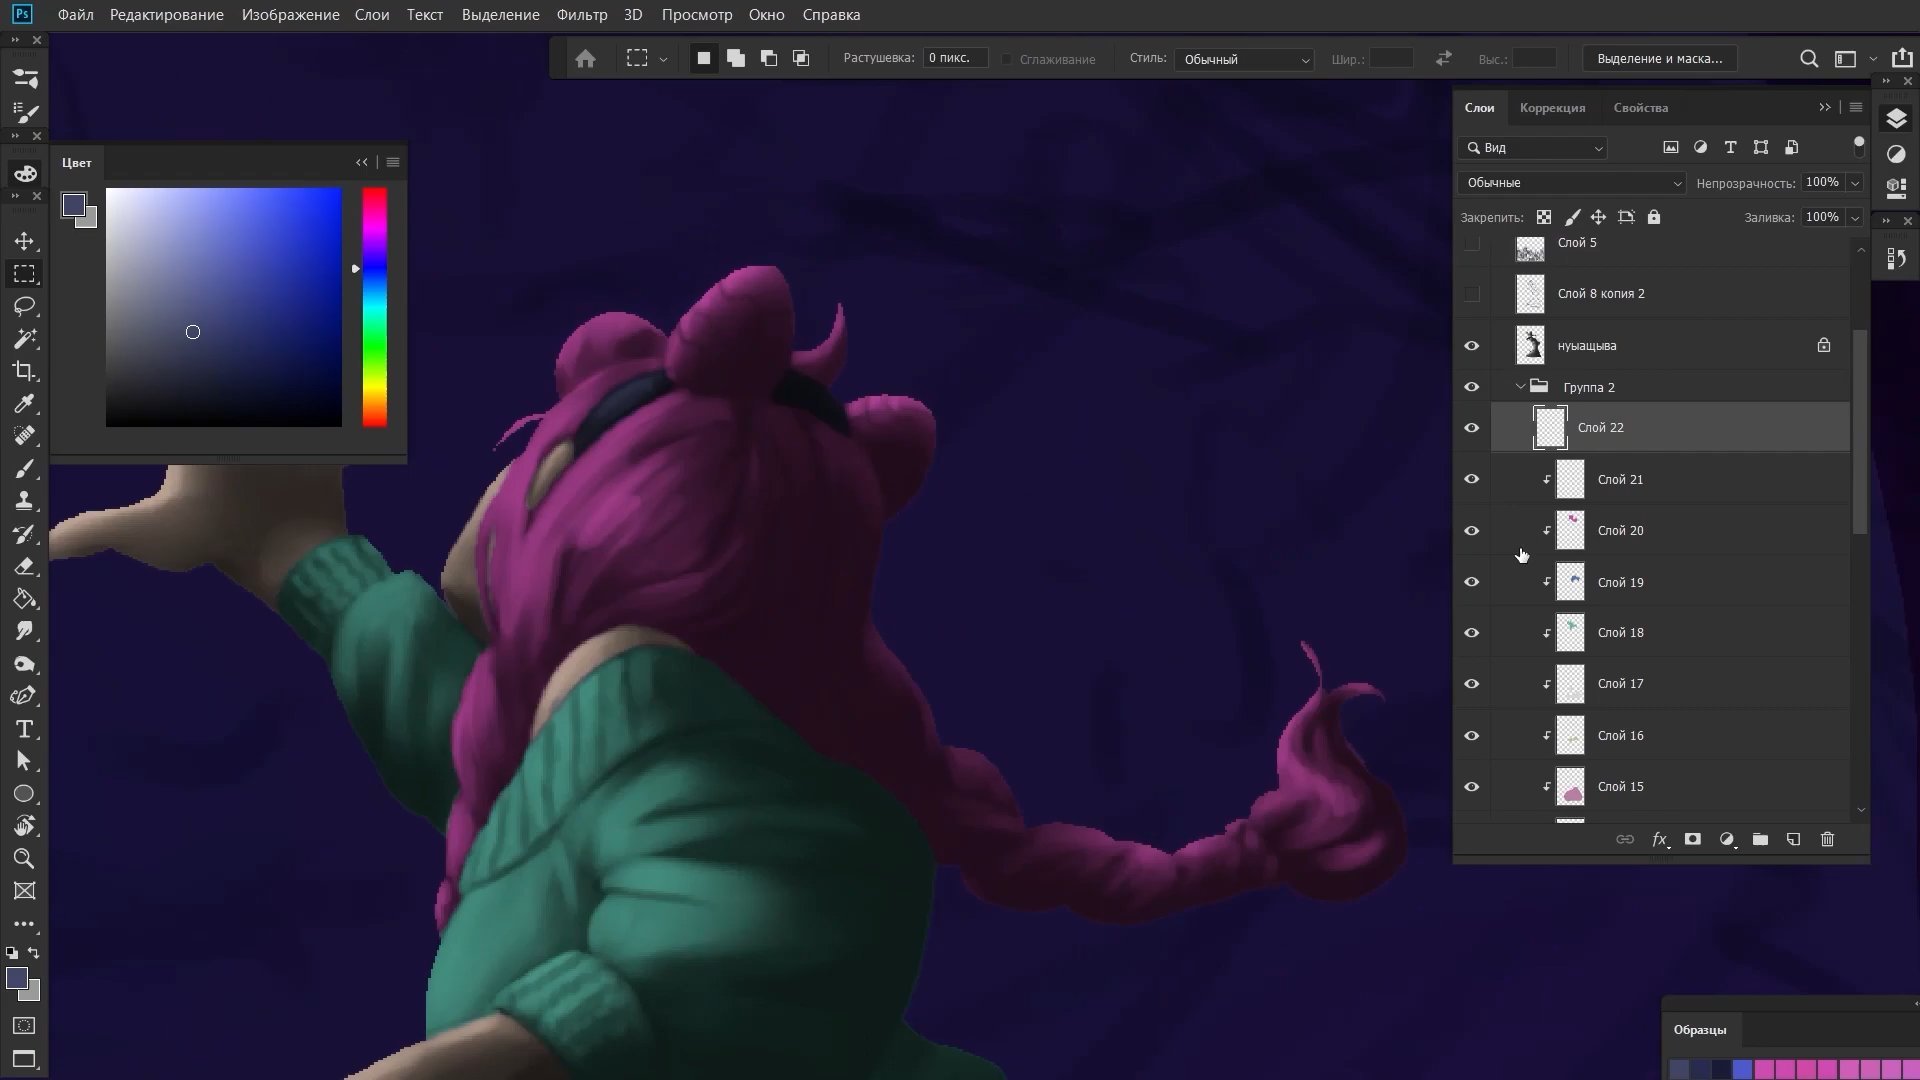 Ps Файл Редактирование Изображение Слои Текст Выделение Фильтр 3D Просмотр Окно Справка
Растушевка: 0 пикс. Сглаживание Стиль: Обычный Шир.: Выс.: Выделение и маска...
Цвет
Слои Коррекция Свойства
Вид
Обычные Непрозрачность: 100%
Закрепить: Заливка: 100%
Слой 5
Слой 8 копия 2
нуыащыва
Группа 2
Слой 22
Слой 21
Слой 20
Слой 19
Слой 18
Слой 17
Слой 16
Слой 15
fx
Образцы